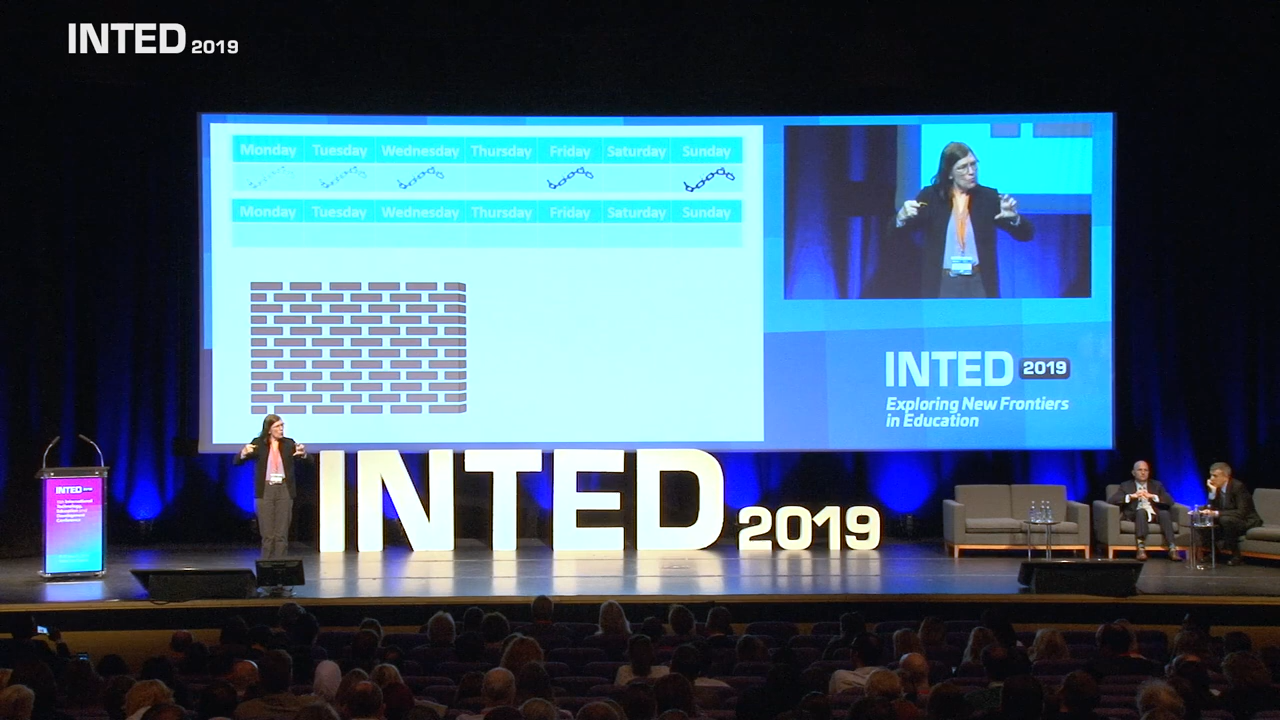 INTED 2019
Monday Tuesday Wednesday Thursday Friday Saturday Sunday
Monday Tuesday Wednesday Thursday Friday Saturday Sunday
INTED 2019
Exploring New Frontiers
in Education
INTED
INTED 2019